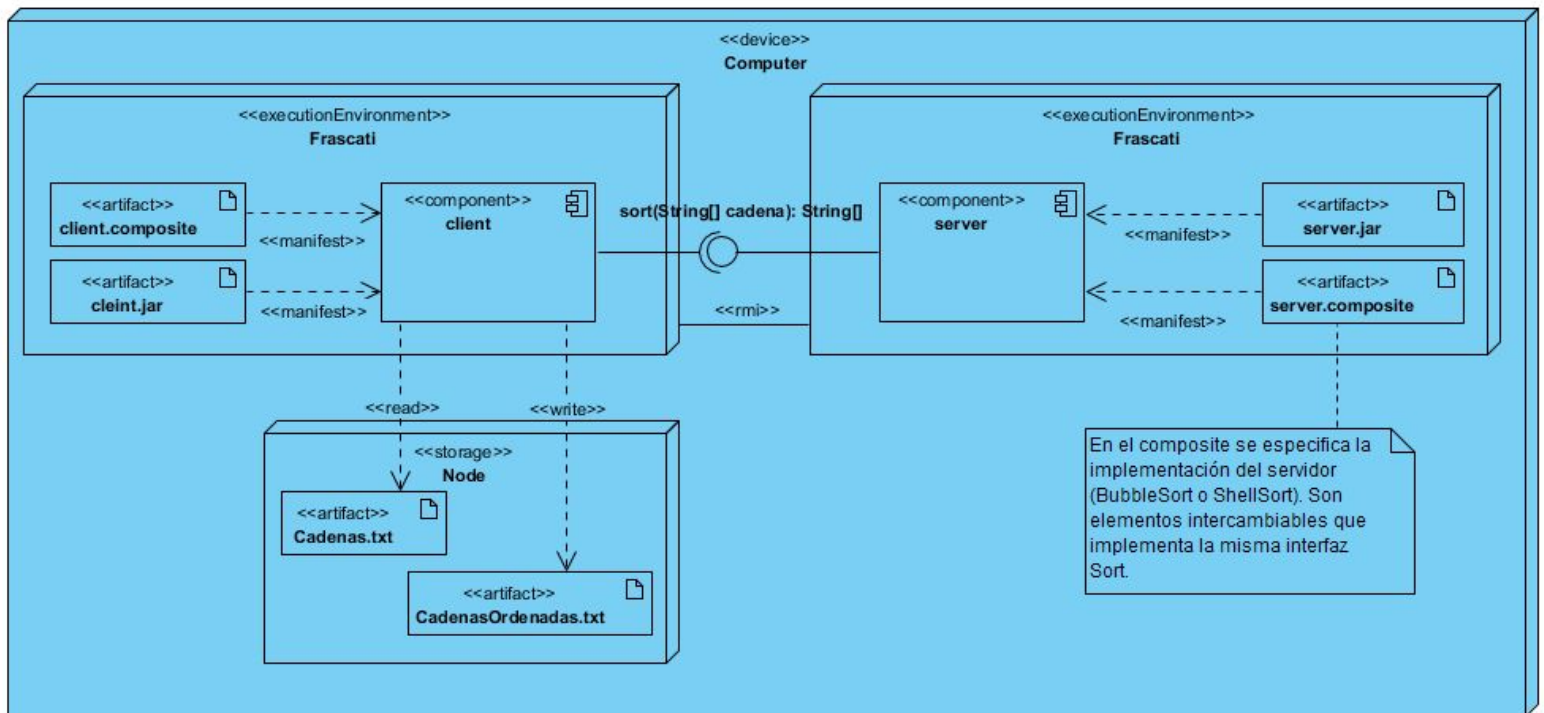 <<device>>
Computer
<<executionEnvironment>>
Frascati
<<artifact>>
client.composite
<<manifest>>
<<artifact>>
cleint.jar
<<manifest>>
<<component>>
client
sort(String[] cadena): String[]
<<rmi>>
<<executionEnvironment>>
Frascati
<<component>>
server
<<artifact>>
server.jar
<<manifest>>
<<artifact>>
server.composite
<<manifest>>
<<read>>
<<write>>
<<storage>>
Node
<<artifact>>
Cadenas.txt
<<artifact>>
CadenasOrdenadas.txt
En el composite se especifica la
implementación del servidor
(BubbleSort o ShellSort). Son
elementos intercambiables que
implementa la misma interfaz
Sort.